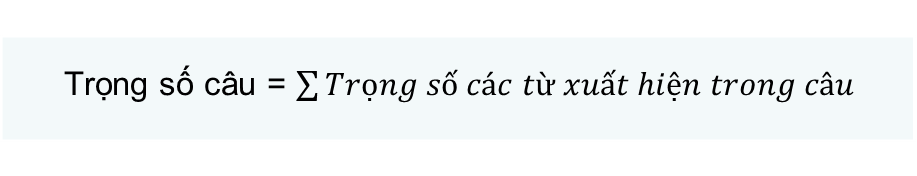 Trọng số câu = ∑ Trọng số các từ xuất hiện trong câu